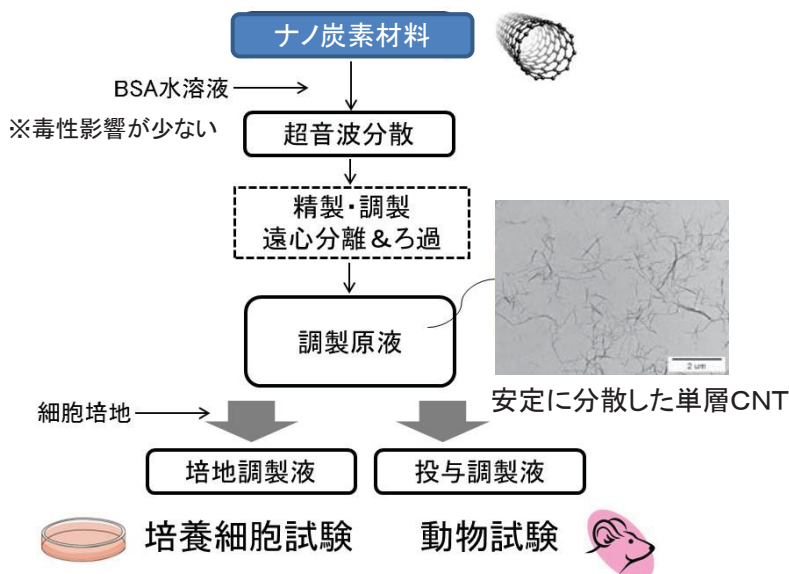 ナノ炭素材料
BSA水溶液
※毒性影響が少ない
超音波分散
精製・調製
遠心分離＆ろ過
調製原液
2 um
安定に分散した単層CNT
細胞培地
培地調製液
投与調製液
培養細胞試験
動物試験